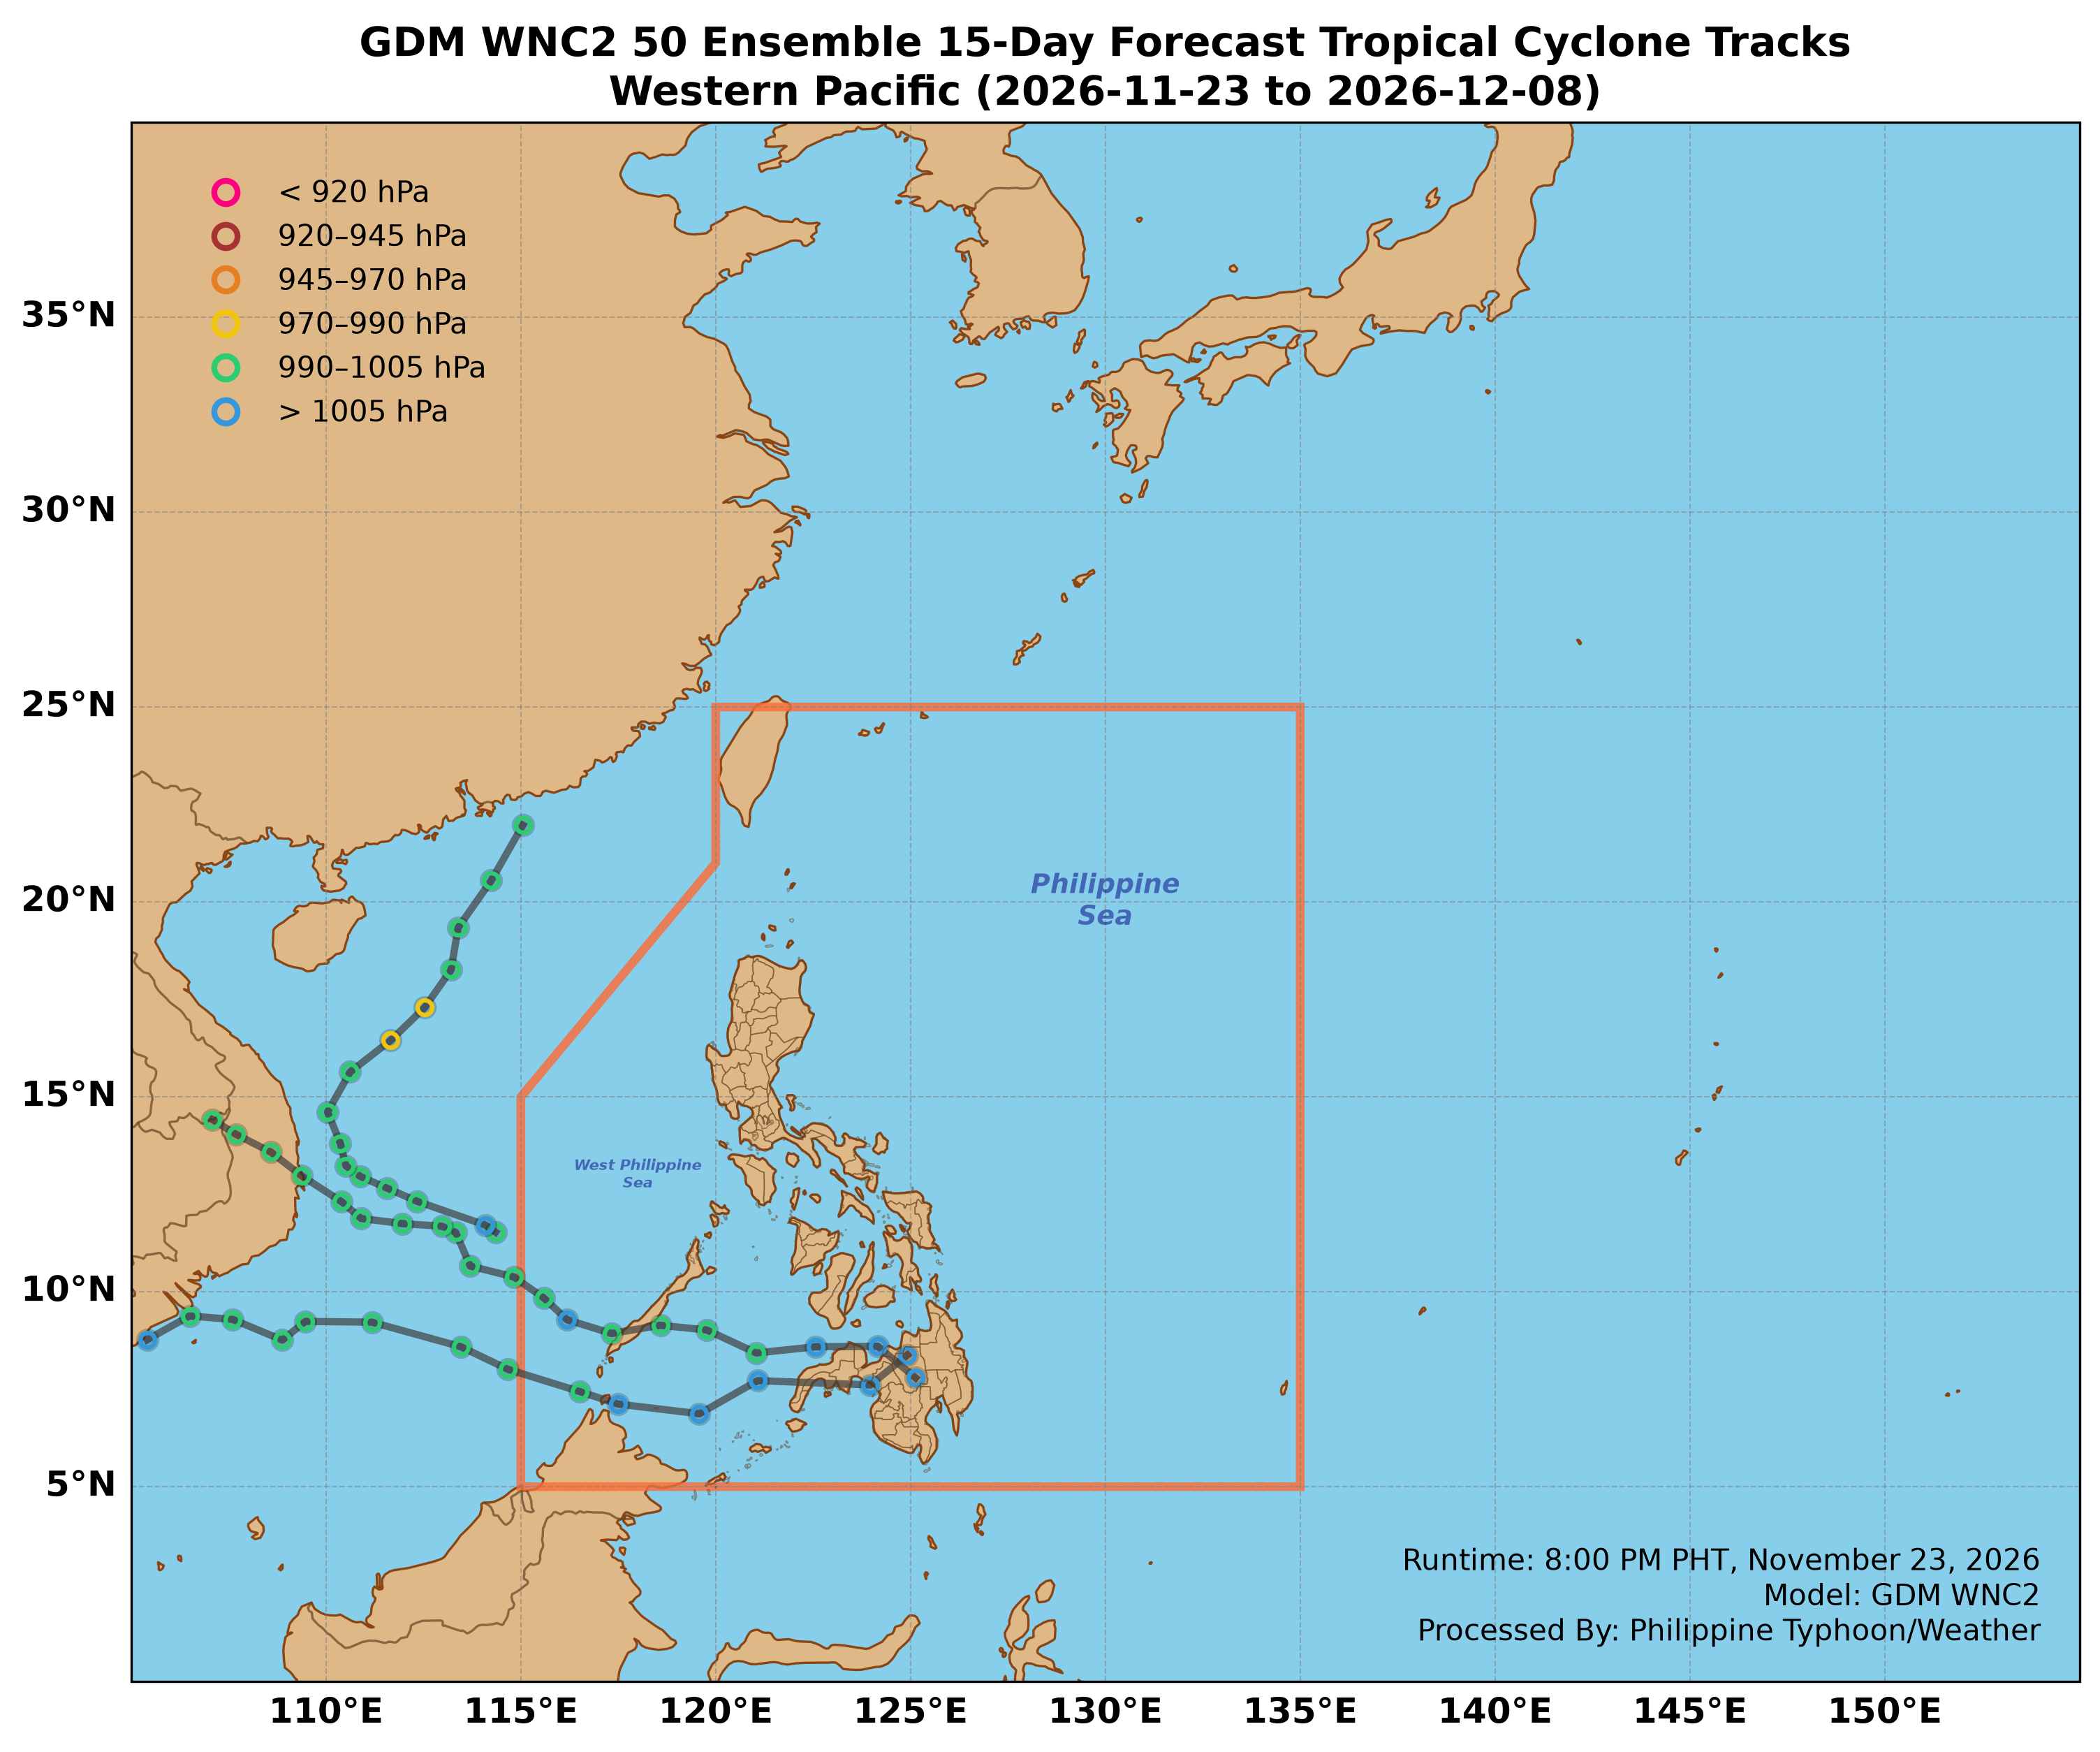 GDM WNC2 50 Ensemble 15-Day Forecast Tropical Cyclone Tracks
Western Pacific (2026-11-23 to 2026-12-08)
< 920 hPa
920–945 hPa
945–970 hPa
970–990 hPa
990–1005 hPa
> 1005 hPa
35°N
30°N
25°N
20°N
15°N
10°N
5°N
Philippine
Sea
West Philippine
Sea
Runtime: 8:00 PM PHT, November 23, 2026
Model: GDM WNC2
Processed By: Philippine Typhoon/Weather
110°E 115°E 120°E 125°E 130°E 135°E 140°E 145°E 150°E